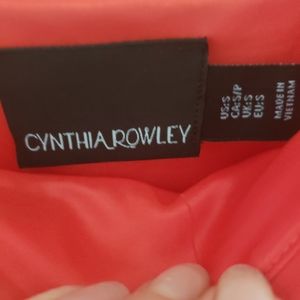 CYNTHIA ROWLEY
US:S
CA:S/P
UK:S
EU:S
MADE IN
VIETNAM